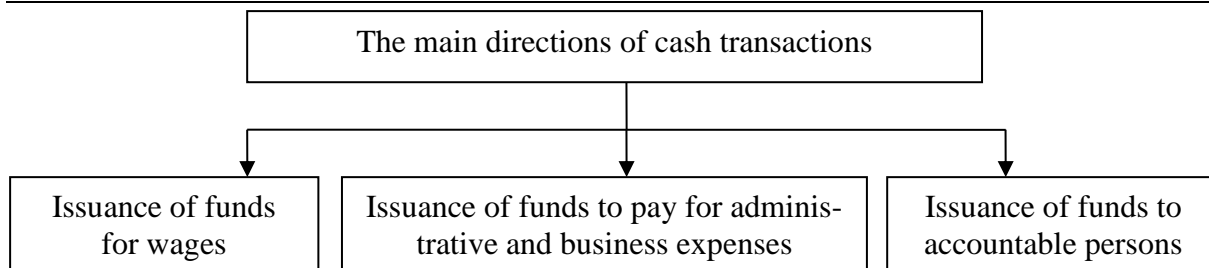 The main directions of cash transactions
Issuance of funds
for wages
Issuance of funds to pay for adminis-
trative and business expenses
Issuance of funds to
accountable persons